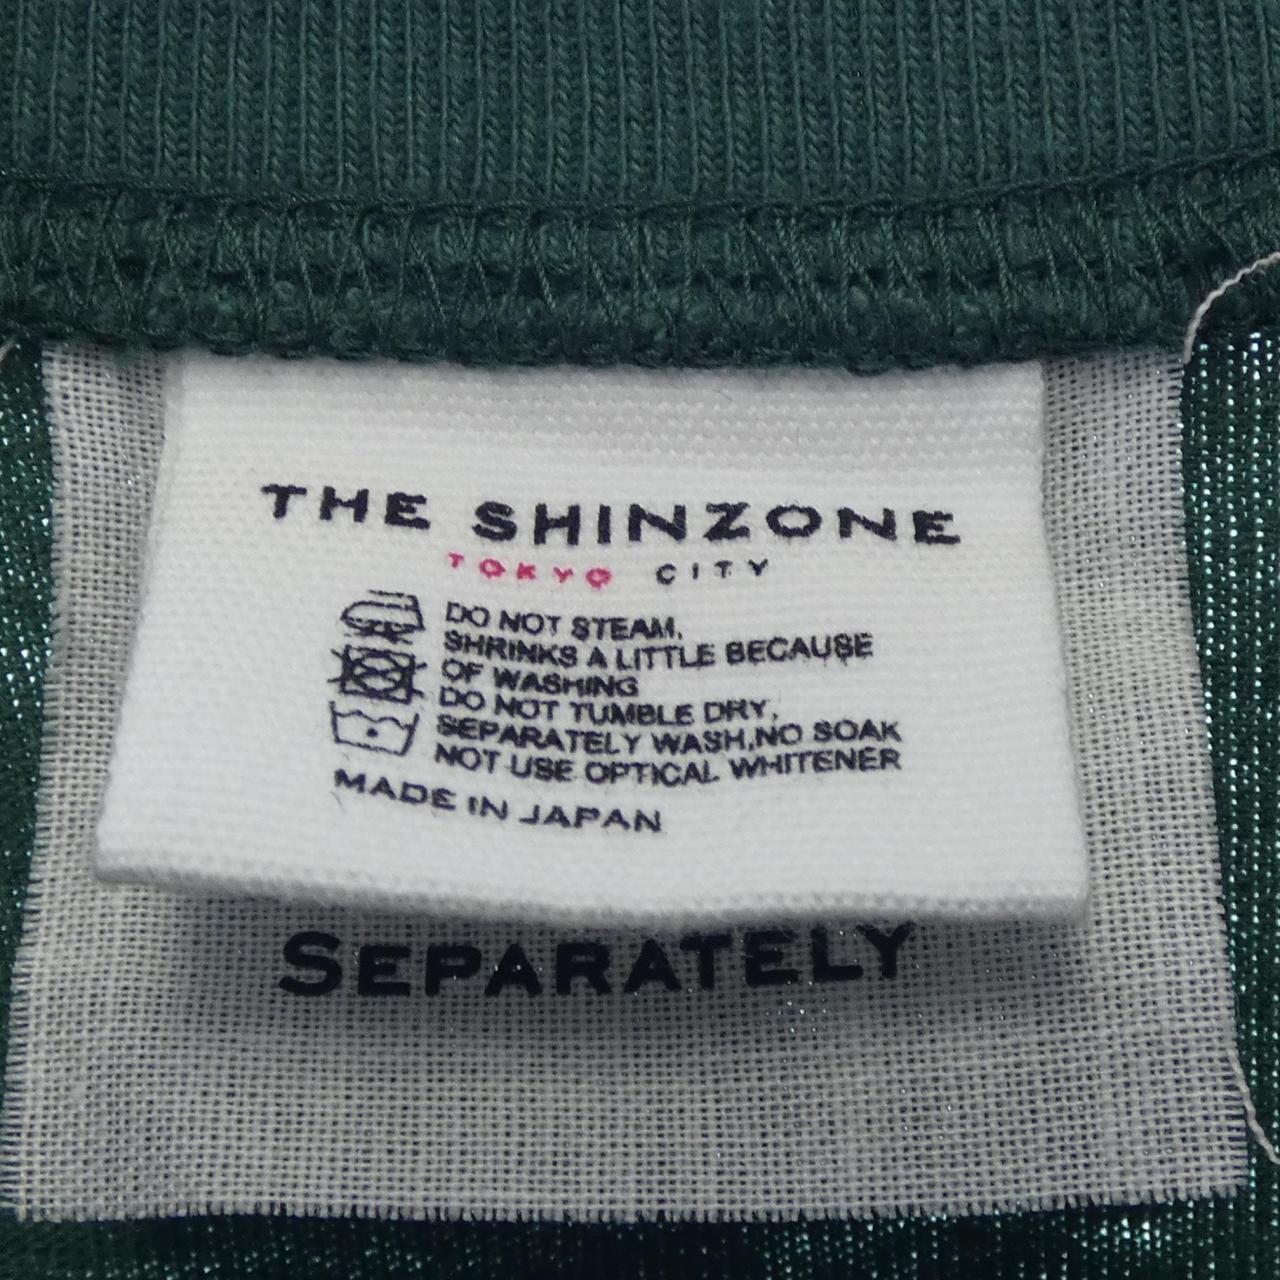 THE SHINZONE
TOKYO CITY
DO NOT STEAM.
SHRINKS A LITTLE BECAUSE
OF WASHING
DO NOT TUMBLE DRY,
SEPARATELY WASH,NO SOAK
NOT USE OPTICAL WHITENER
MADE IN JAPAN
SEPARATELY